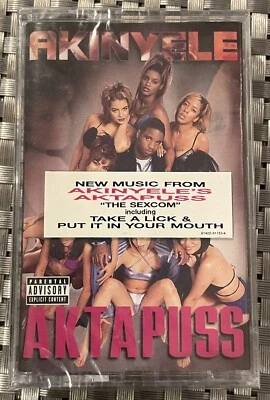 AKINYELE
NEW MUSIC FROM
AKINYELE'S
AKTAPUSS
"THE SEXCOM"
including
TAKE A LICK &
PUT IT IN YOUR MOUTH
PARENTAL
ADVISORY
EXPLICIT CONTENT
AKTAPUSS